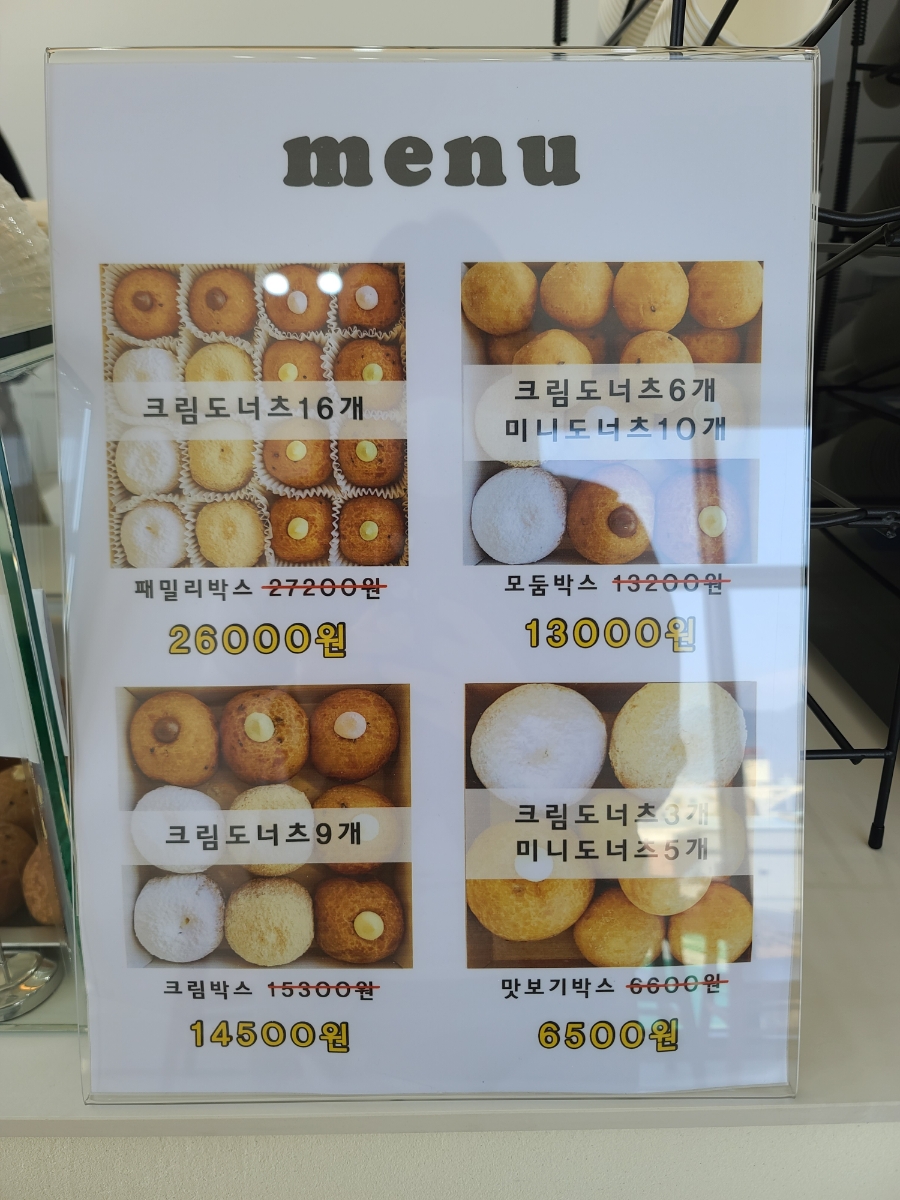 menu
크림도너츠16개
패밀리박스 27200원
26000원
크림도너츠6개
미니도너츠10개
모둠박스 13200원
13000원
크림도너츠9개
크림박스 15300원
14500원
크림도너츠3개
미니도너츠5개
맛보기박스 6600원
6500원